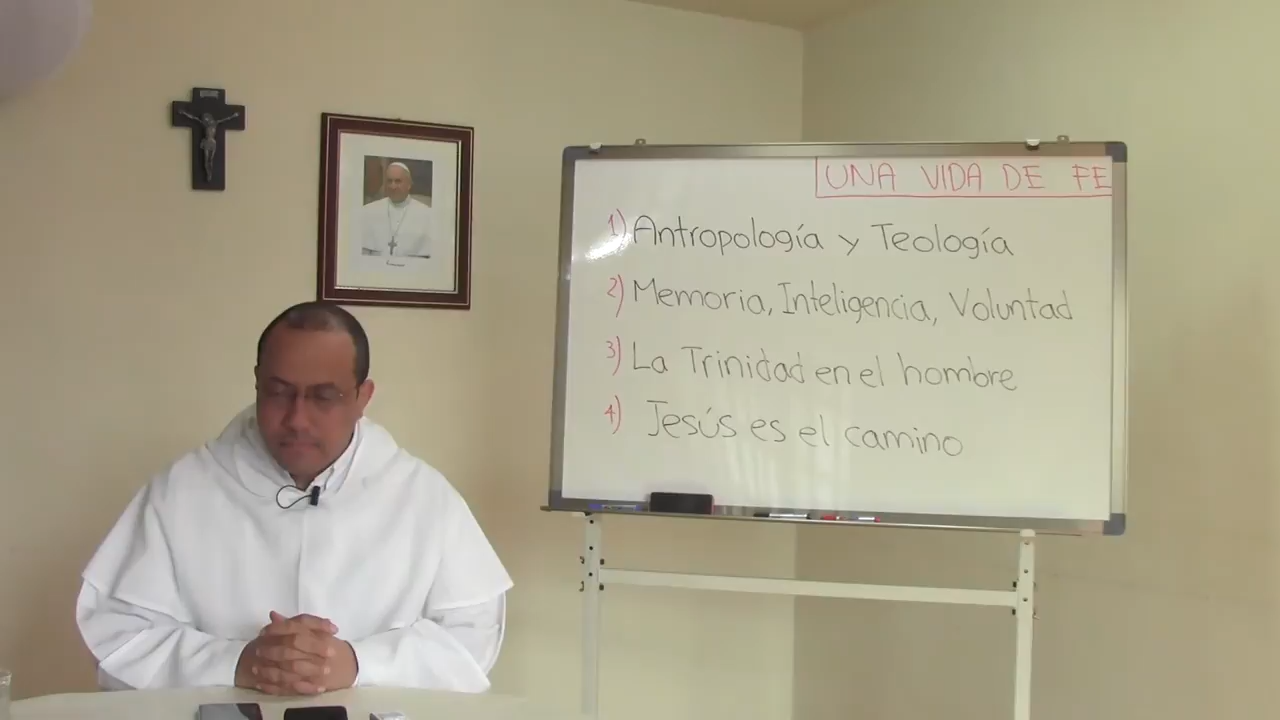 UNA VIDA DE FE
1) Antropología y Teología
2) Memoria, Inteligencia, Voluntad
3) La Trinidad en el hombre
4) Jesús es el camino